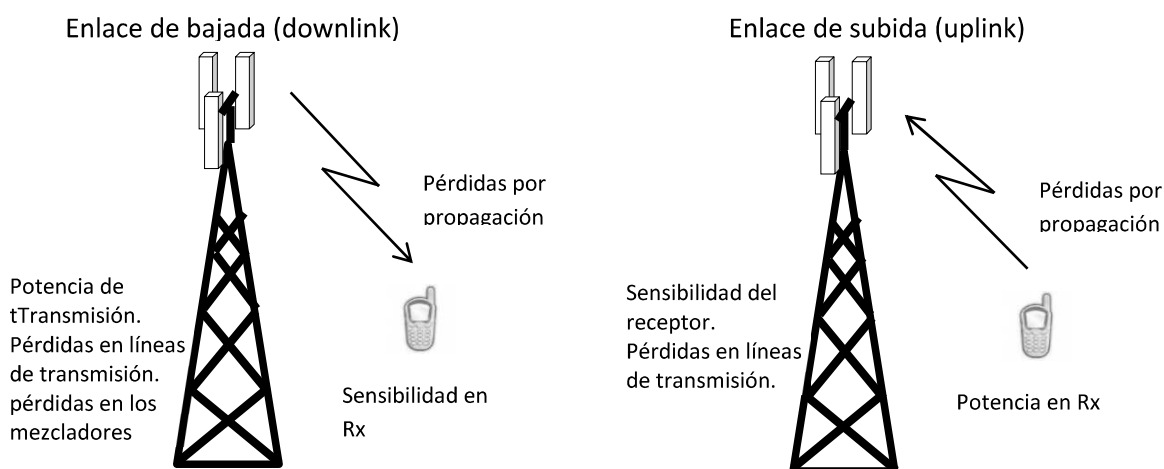 Enlace de bajada (downlink)
Pérdidas por
propagación
Potencia de
tTransmisión.
Pérdidas en líneas
de transmisión.
pérdidas en los
mezcladores
Sensibilidad en
Rx
Enlace de subida (uplink)
Pérdidas por
propagación
Sensibilidad del
receptor.
Pérdidas en líneas
de transmisión.
Potencia en Rx